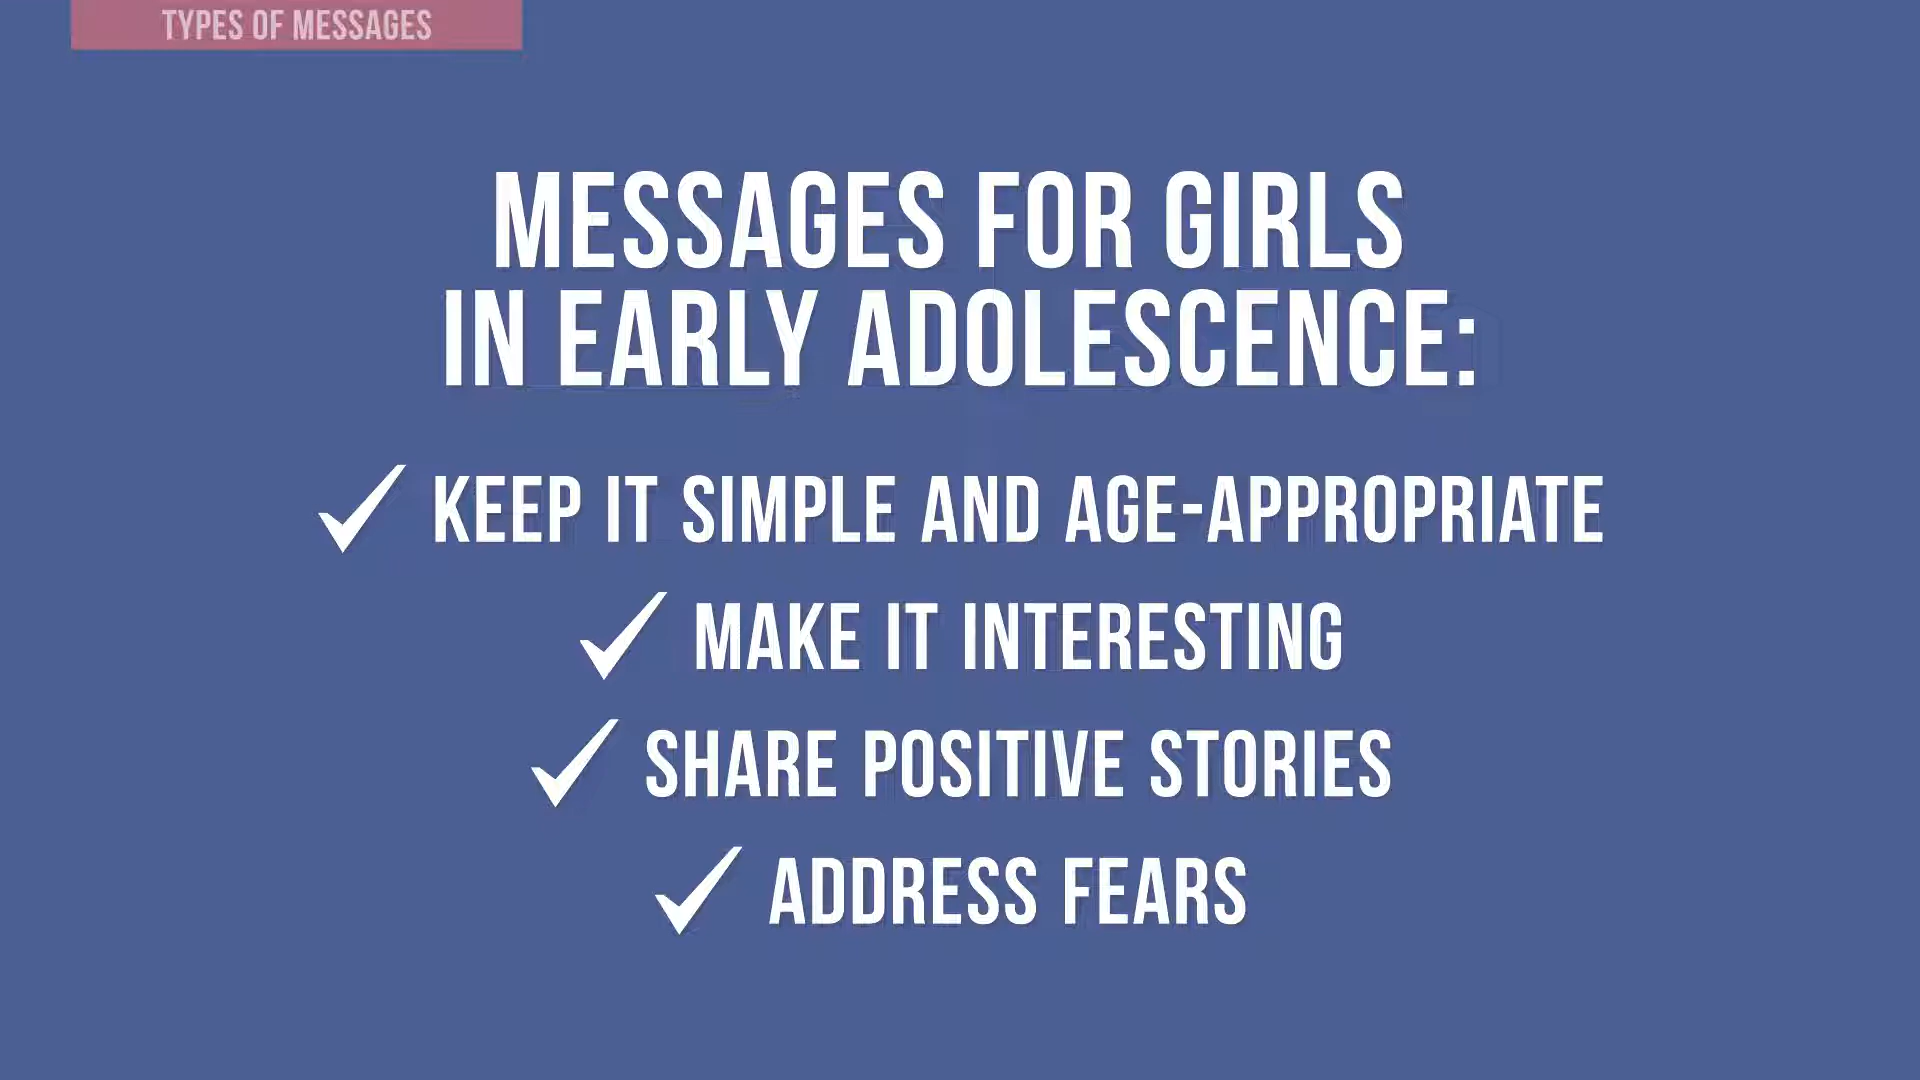 TYPES OF MESSAGES
MESSAGES FOR GIRLS
IN EARLY ADOLESCENCE:
✓ KEEP IT SIMPLE AND AGE-APPROPRIATE
✓ MAKE IT INTERESTING
✓ SHARE POSITIVE STORIES
✓ ADDRESS FEARS